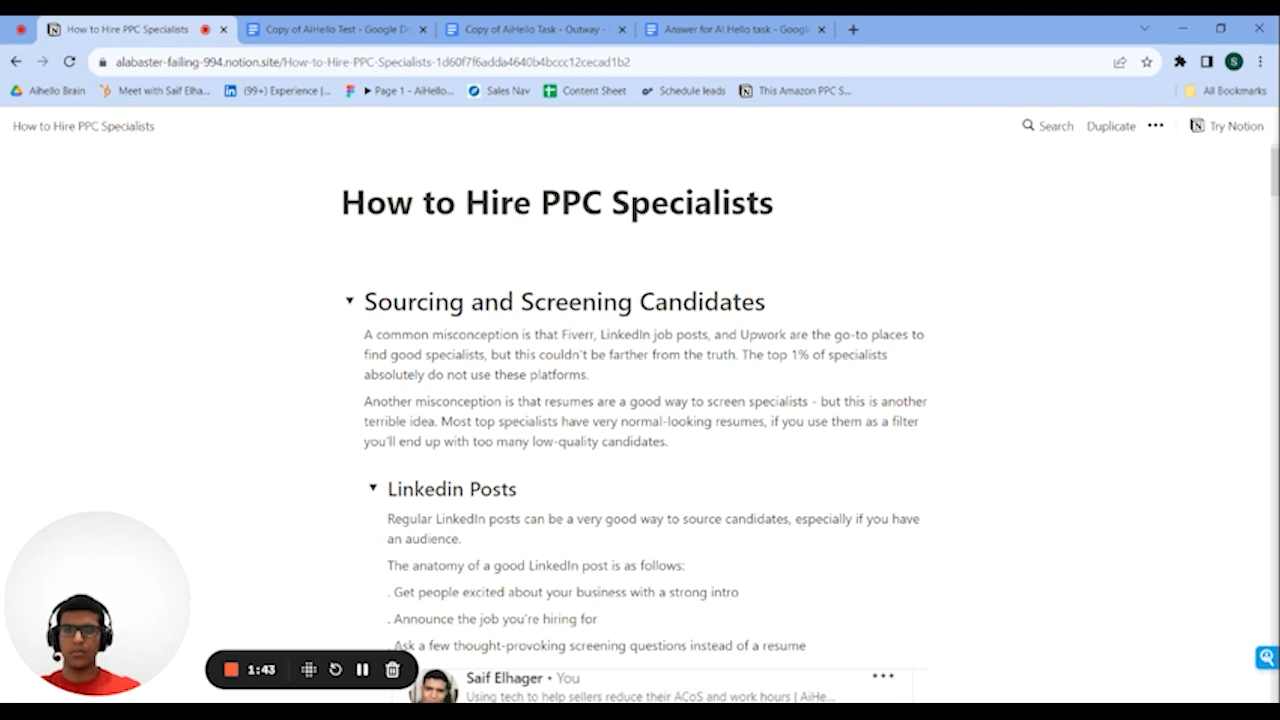 How to Hire PPC Specialists
Copy of AiHello Test - Google Do
Copy of AiHello Task - Outway -
Answer for AI Hello task - Google
alabaster-failing-994.notion.site/How-to-Hire-PPC-Specialists-1d60f7f6adda4640b4bccc12cecad1b2
S
Aihello Brain
Meet with Saif Elha...
(99+) Experience |...
▶ Page 1 - AiHello...
Sales Nav
Content Sheet
Schedule leads
This Amazon PPC S...
All Bookmarks
How to Hire PPC Specialists
Search
Duplicate
Try Notion
How to Hire PPC Specialists
Sourcing and Screening Candidates
A common misconception is that Fiverr, LinkedIn job posts, and Upwork are the go-to places to
find good specialists, but this couldn't be farther from the truth. The top 1% of specialists
absolutely do not use these platforms.
Another misconception is that resumes are a good way to screen specialists - but this is another
terrible idea. Most top specialists have very normal-looking resumes, if you use them as a filter
you'll end up with too many low-quality candidates.
Linkedin Posts
Regular LinkedIn posts can be a very good way to source candidates, especially if you have
an audience.
The anatomy of a good LinkedIn post is as follows:
. Get people excited about your business with a strong intro
. Announce the job you're hiring for
. Ask a few thought-provoking screening questions instead of a resume
1:43
Saif Elhager • You
Using tech to help sellers reduce their ACoS and work hours | AiHe...